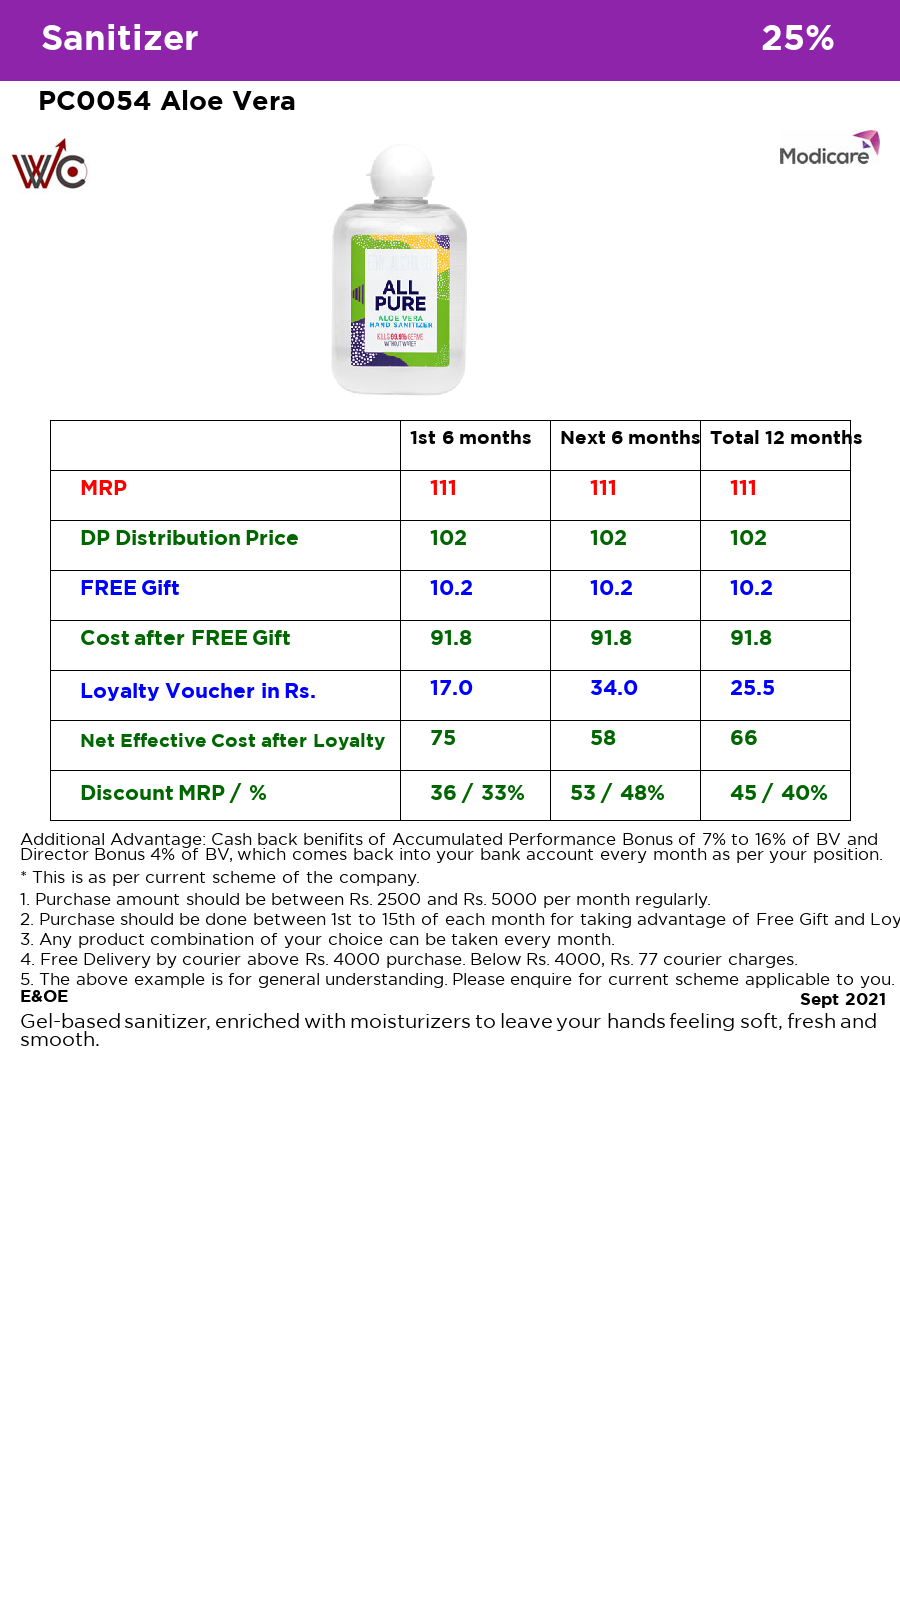 Sanitizer 25%
PC0054 Aloe Vera
WC
Modicare
ALL
PURE
ALOE VERA
HAND SANITIZER
KILLS 99.9% GERMS
WITHOUT WATER
1st 6 months Next 6 months Total 12 months
MRP 111 111 111
DP Distribution Price 102 102 102
FREE Gift 10.2 10.2 10.2
Cost after FREE Gift 91.8 91.8 91.8
Loyalty Voucher in Rs. 17.0 34.0 25.5
Net Effective Cost after Loyalty 75 58 66
Discount MRP / % 36 / 33% 53 / 48% 45 / 40%
Additional Advantage: Cash back benifits of Accumulated Performance Bonus of 7% to 16% of BV and
Director Bonus 4% of BV, which comes back into your bank account every month as per your position.
* This is as per current scheme of the company.
1. Purchase amount should be between Rs. 2500 and Rs. 5000 per month regularly.
2. Purchase should be done between 1st to 15th of each month for taking advantage of Free Gift and Loy
3. Any product combination of your choice can be taken every month.
4. Free Delivery by courier above Rs. 4000 purchase. Below Rs. 4000, Rs. 77 courier charges.
5. The above example is for general understanding. Please enquire for current scheme applicable to you.
E&OE
Sept 2021
Gel-based sanitizer, enriched with moisturizers to leave your hands feeling soft, fresh and
smooth.